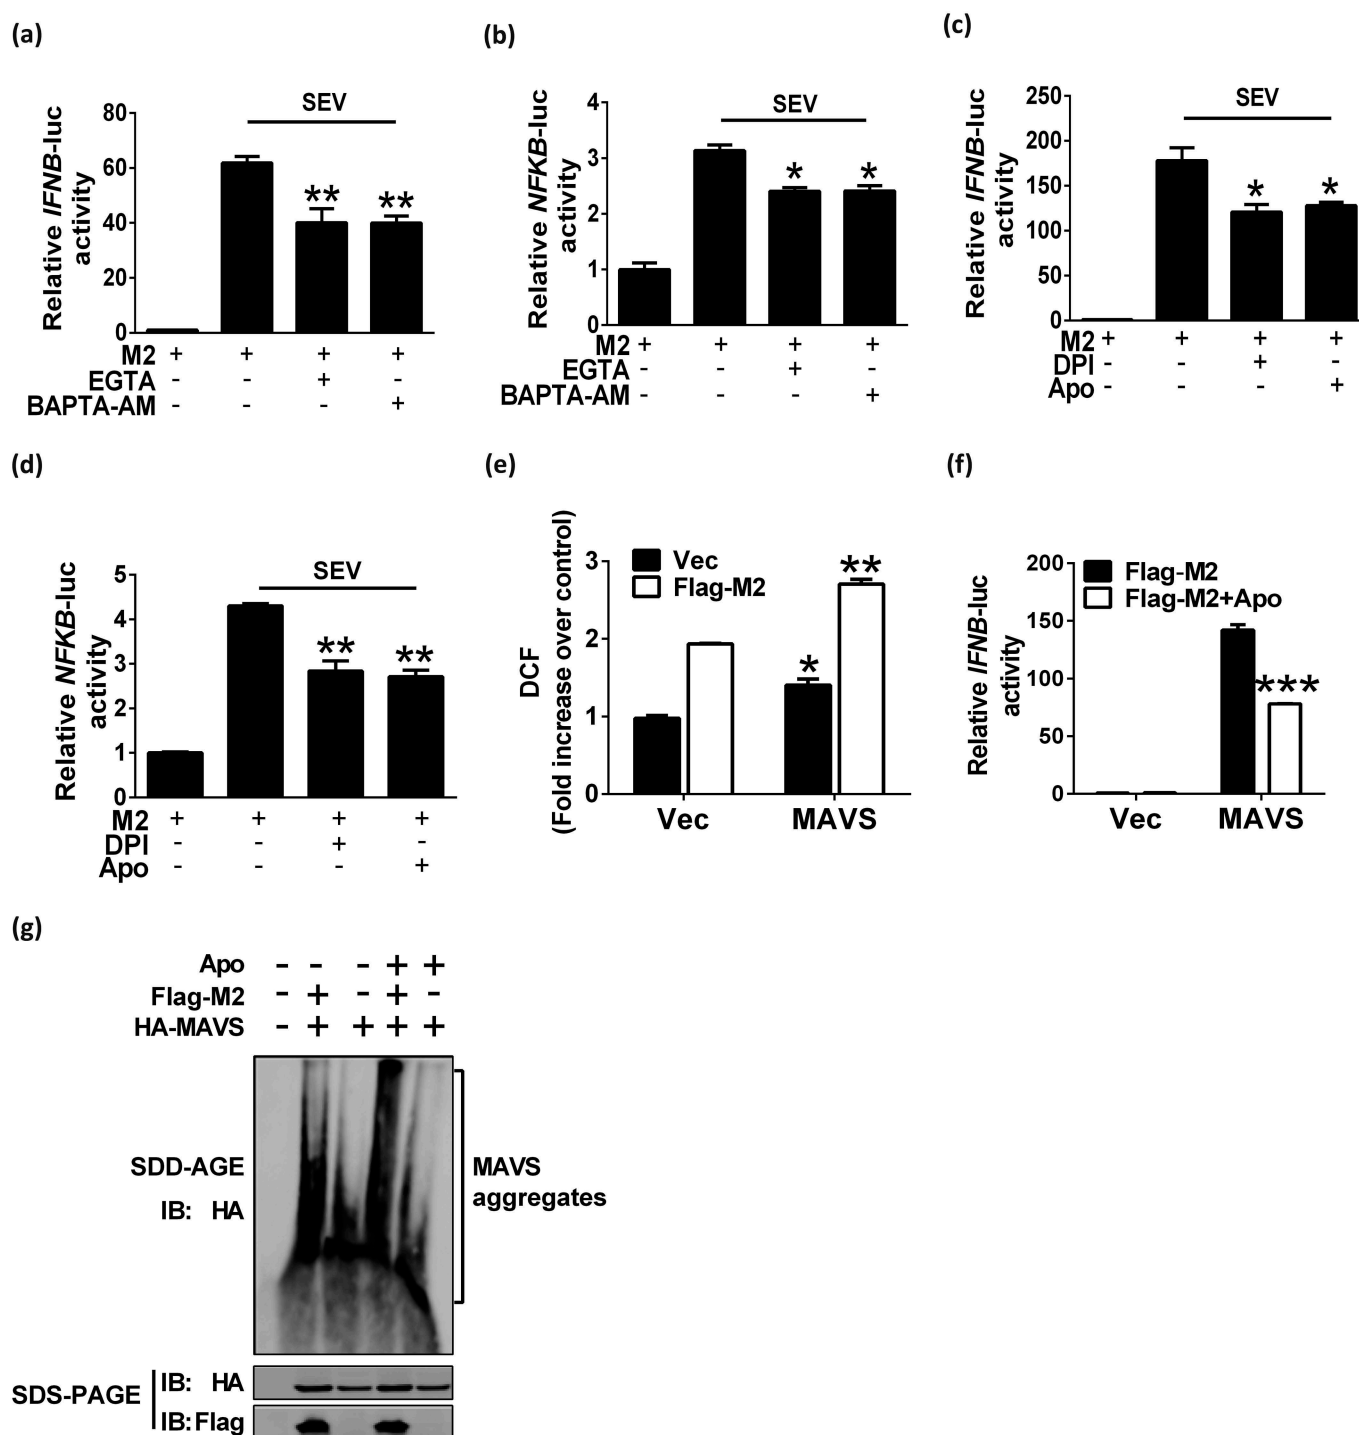 (a)
Relative IFNB-luc
activity
80
60
40
20
0
SEV
**
**
M2 + + + +
EGTA - - + -
BAPTA-AM - - - +
(b)
Relative NFKB-luc
activity
4
3
2
1
0
SEV
*
*
M2 + + + +
EGTA - - + -
BAPTA-AM - - - +
(c)
Relative IFNB-luc
activity
250
200
150
100
50
0
SEV
*
*
M2 + + + +
DPI - - + -
Apo - - - +
(d)
Relative NFKB-luc
activity
5
4
3
2
1
0
SEV
**
**
M2 + + + +
DPI - - + -
Apo - - - +
(e)
DCF
(Fold increase over control)
3
2
1
0
Vec
Flag-M2
*
**
Vec MAVS
(f)
Relative IFNB-luc
activity
200
150
100
50
0
Flag-M2
Flag-M2+Apo
***
Vec MAVS
(g)
Apo - - - + +
Flag-M2 - + - + -
HA-MAVS - + + + +
SDD-AGE
IB: HA
MAVS
aggregates
SDS-PAGE
IB: HA
IB:Flag